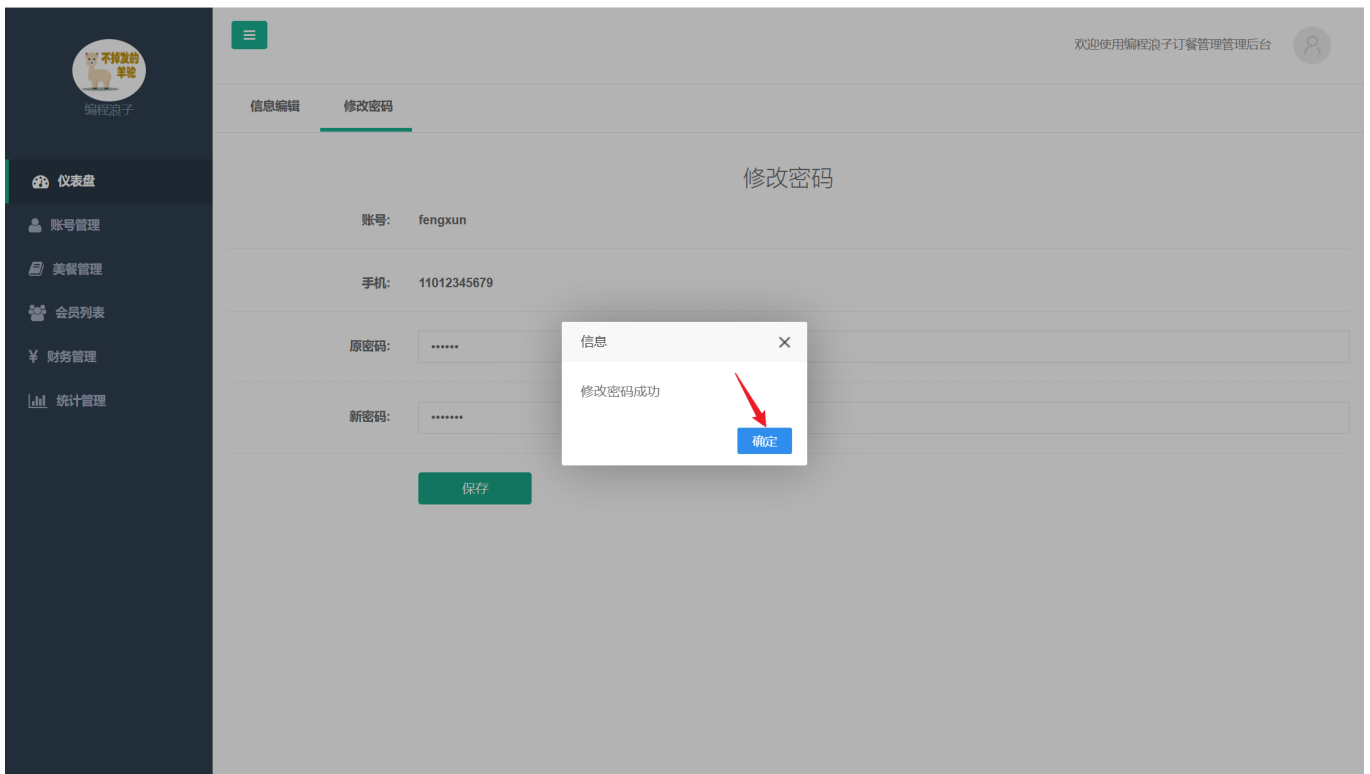 不掉发的
羊驼
编程浪子
仪表盘
账号管理
美餐管理
会员列表
¥ 财务管理
统计管理
欢迎使用编程浪子订餐管理管理后台
信息编辑 修改密码
修改密码
账号: fengxun
手机: 11012345679
原密码: ••••••
新密码: •••••••
保存
信息
修改密码成功
确定